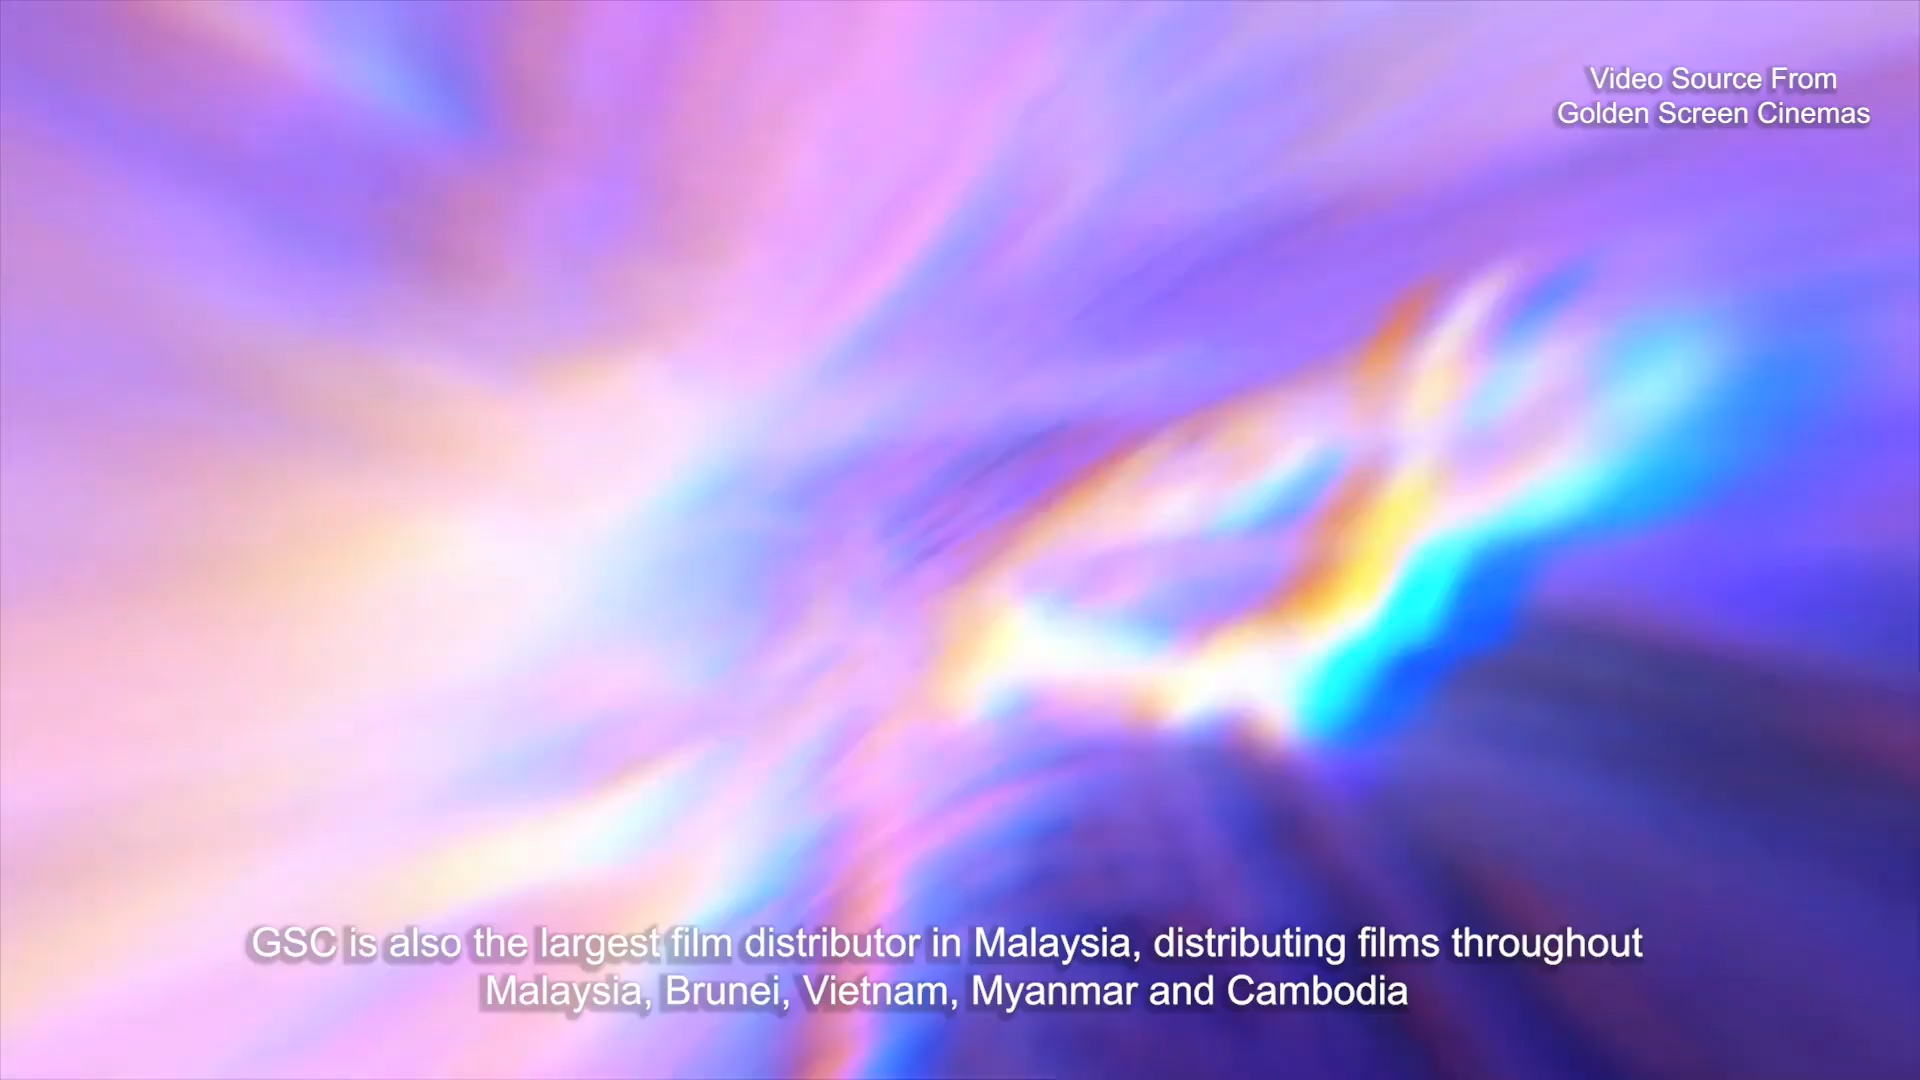 Video Source From
Golden Screen Cinemas
GSC is also the largest film distributor in Malaysia, distributing films throughout
Malaysia, Brunei, Vietnam, Myanmar and Cambodia